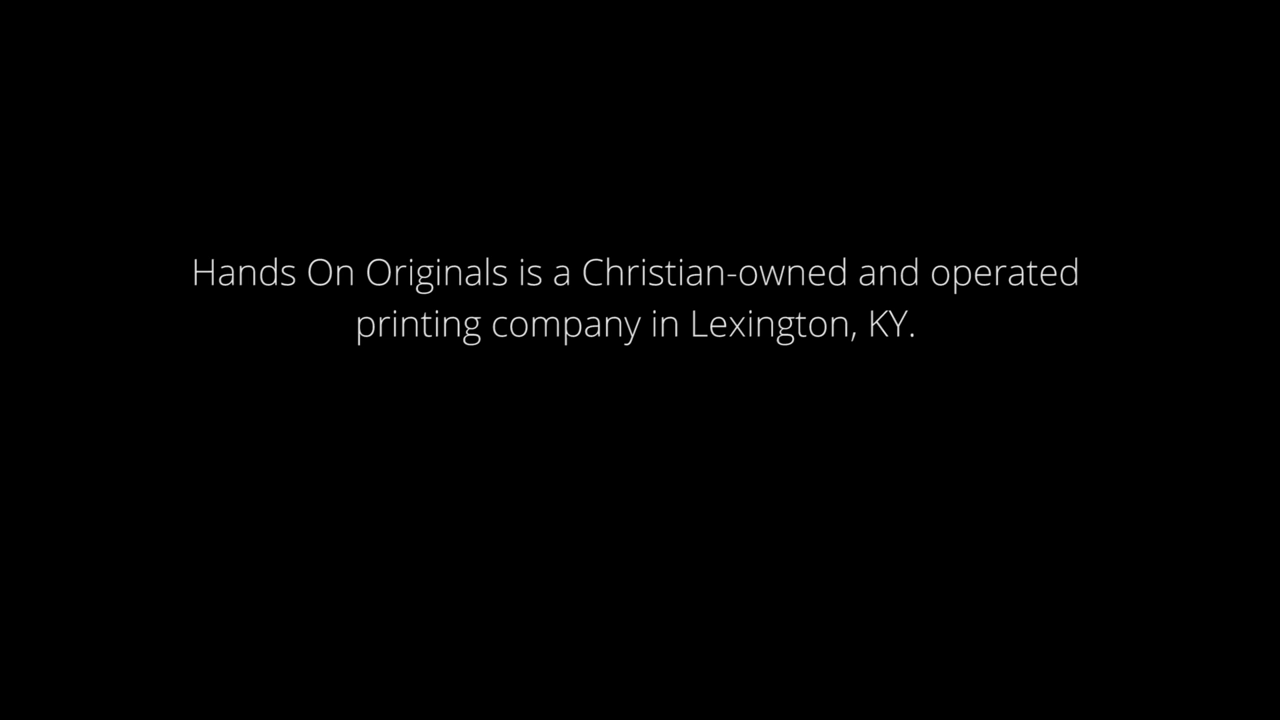 Hands On Originals is a Christian-owned and operated
printing company in Lexington, KY.